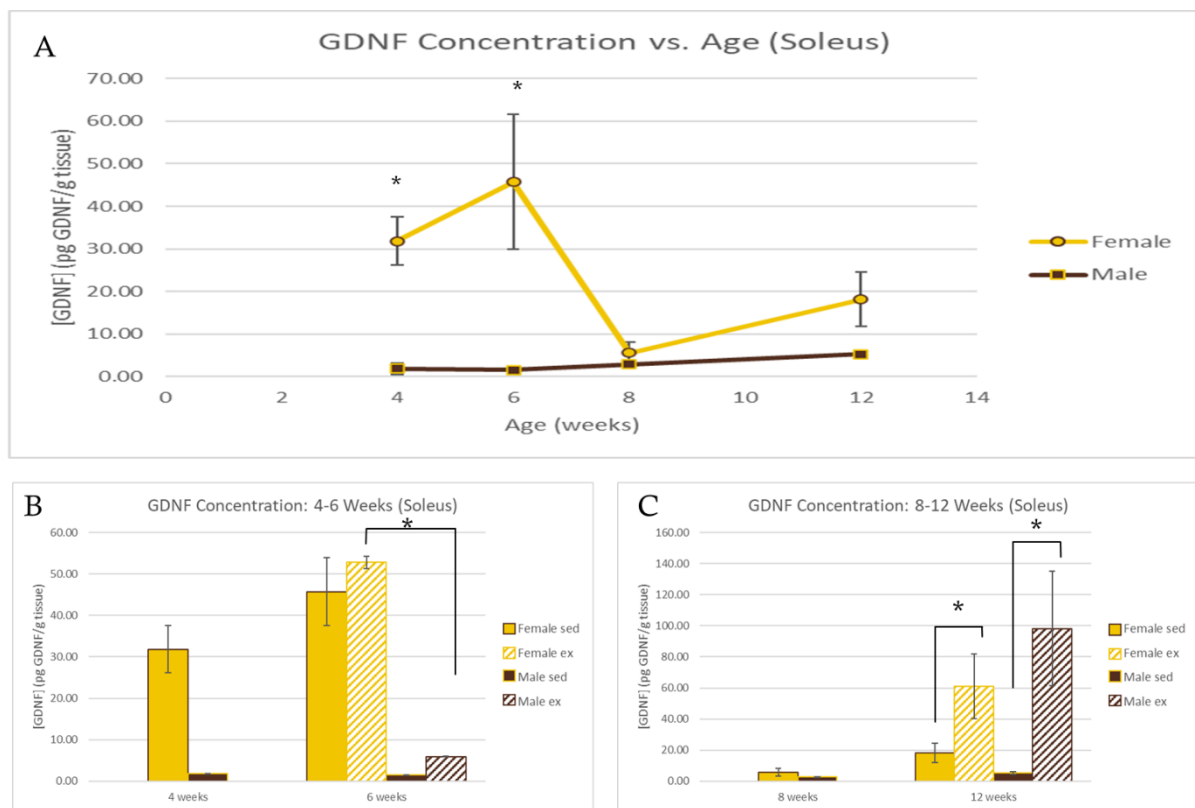 A
GDNF Concentration vs. Age (Soleus)
[GDNF] (pg GDNF/g tissue)
70.00
60.00
50.00
40.00
30.00
20.00
10.00
0.00
*
*
0 2 4 6 8 10 12 14
Age (weeks)
Female
Male
B
GDNF Concentration: 4-6 Weeks (Soleus)
[GDNF] (pg GDNF/g tissue)
60.00
50.00
40.00
30.00
20.00
10.00
0.00
*
4 weeks 6 weeks
Female sed
Female ex
Male sed
Male ex
C
GDNF Concentration: 8-12 Weeks (Soleus)
[GDNF] (pg GDNF/g tissue)
160.00
140.00
120.00
100.00
80.00
60.00
40.00
20.00
0.00
*
*
8 weeks 12 weeks
Female sed
Female ex
Male sed
Male ex